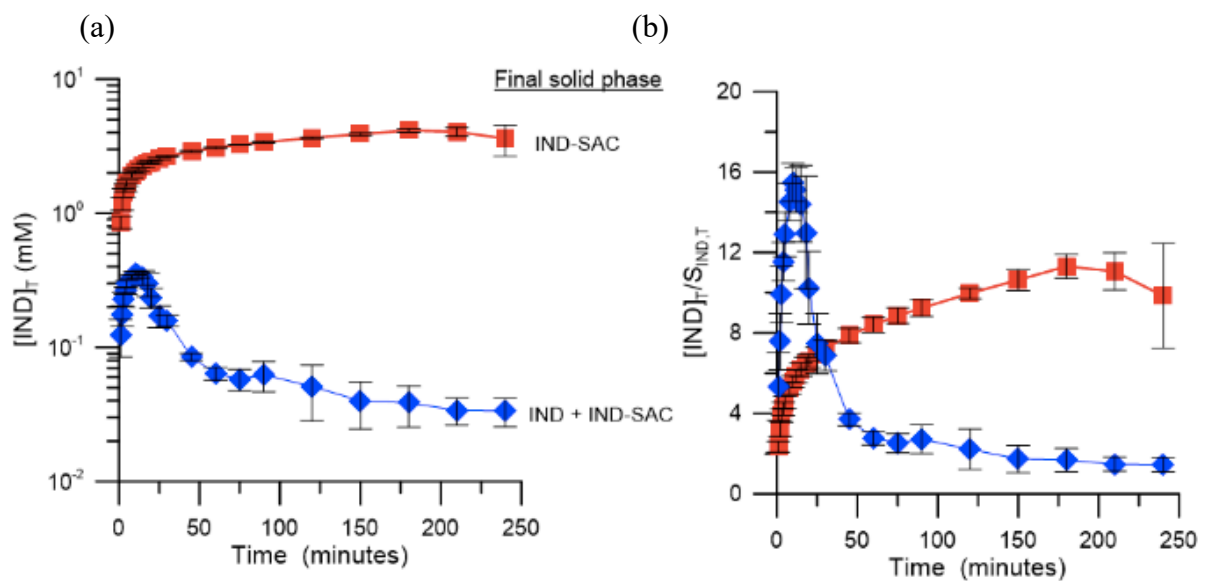 (a)
(b)
Final solid phase
10^1
10^0
10^-1
10^-2
[IND]_T (mM)
IND-SAC
IND + IND-SAC
0 50 100 150 200 250
Time (minutes)
20
16
12
8
4
0
[IND]_T/S_IND,T
0 50 100 150 200 250
Time (minutes)